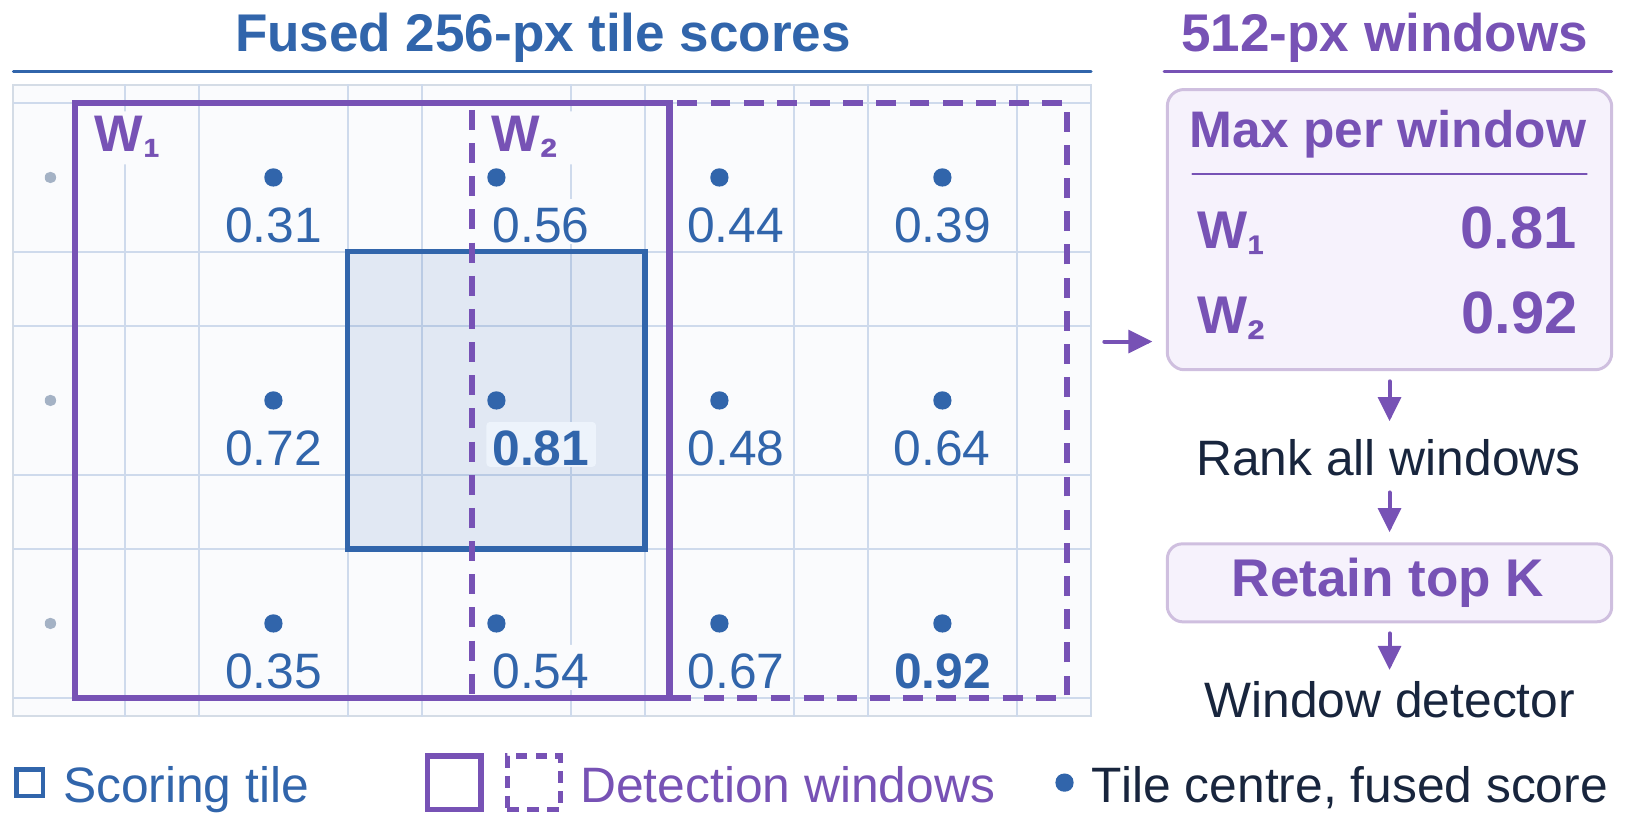 Fused 256-px tile scores
512-px windows
W₁
W₂
0.31
0.56
0.44
0.39
0.72
0.81
0.48
0.64
0.35
0.54
0.67
0.92
Max per window
W₁ 0.81
W₂ 0.92
Rank all windows
Retain top K
Window detector
Scoring tile
Detection windows
Tile centre, fused score